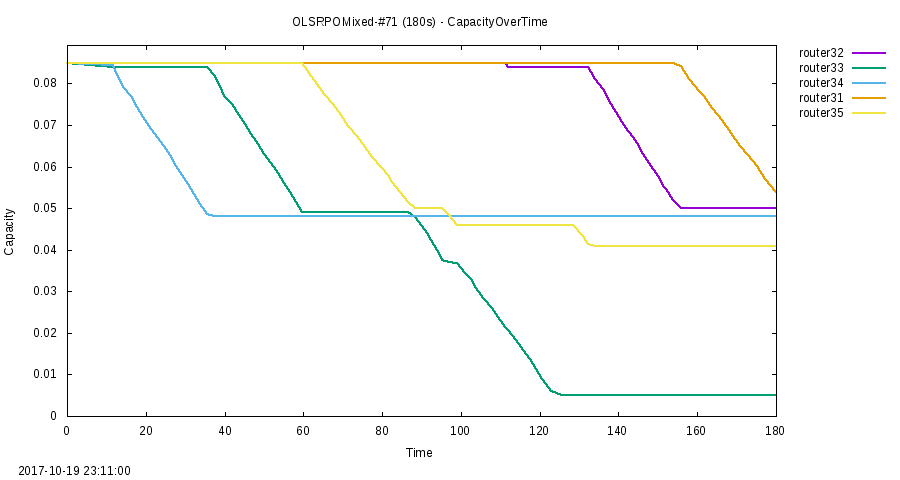 OLSRPOMixed-#71 (180s) - CapacityOverTime
router32
router33
router34
router31
router35
0.08
0.07
0.06
0.05
0.04
0.03
0.02
0.01
0
Capacity
0 20 40 60 80 100 120 140 160 180
Time
2017-10-19 23:11:00